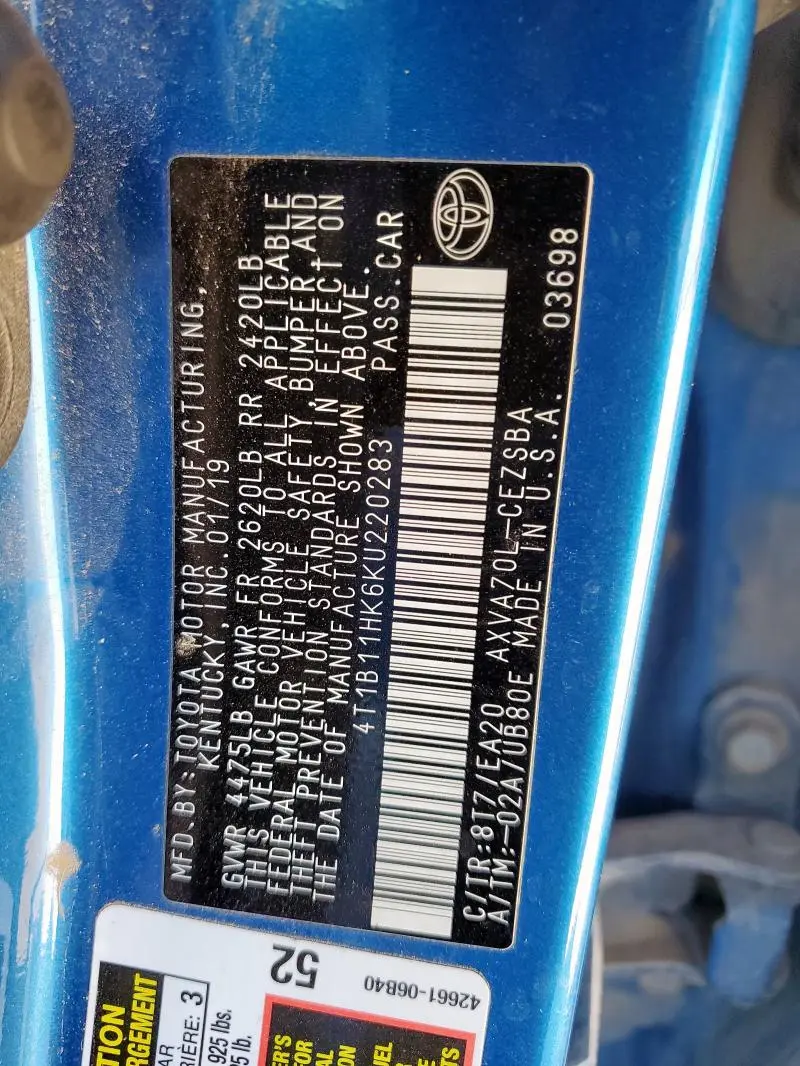 MFD.BY:TOYOTA MOTOR MANUFACTURING,
KENTUCKY, INC. 01/19
GVWR 4475LB GAWR FR 2620LB RR 2420LB
THIS VEHICLE CONFORMS TO ALL APPLICABLE
FEDERAL MOTOR VEHICLE SAFETY, BUMPER, AND
THEFT PREVENTION STANDARDS IN EFFECT ON
THE DATE OF MANUFACTURE SHOWN ABOVE.
4T1B11HK6KU220283 PASS.CAR
C/TR:8T7/EA20 AXVA70L-CEZSBA
A/TM:-02A/UB80E MADE IN U.S.A. 03698
52
42661-06B40
3
925 lbs.